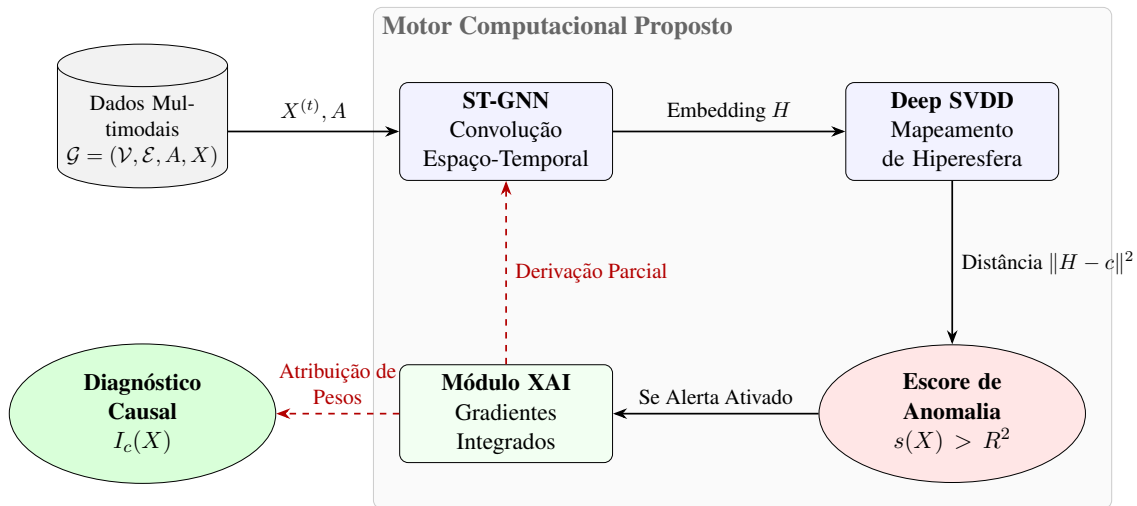 Motor Computacional Proposto
Dados Mul-
timodais
𝒢 = (𝒱, ℰ, A, X)
X^{(t)}, A
ST-GNN
Convolução
Espaço-Temporal
Embedding H
Deep SVDD
Mapeamento
de Hiperesfera
Derivação Parcial
Distância ‖H − c‖²
Diagnóstico
Causal
I_c(X)
Atribuição de
Pesos
Módulo XAI
Gradientes
Integrados
Se Alerta Ativado
Escore de
Anomalia
s(X) > R²